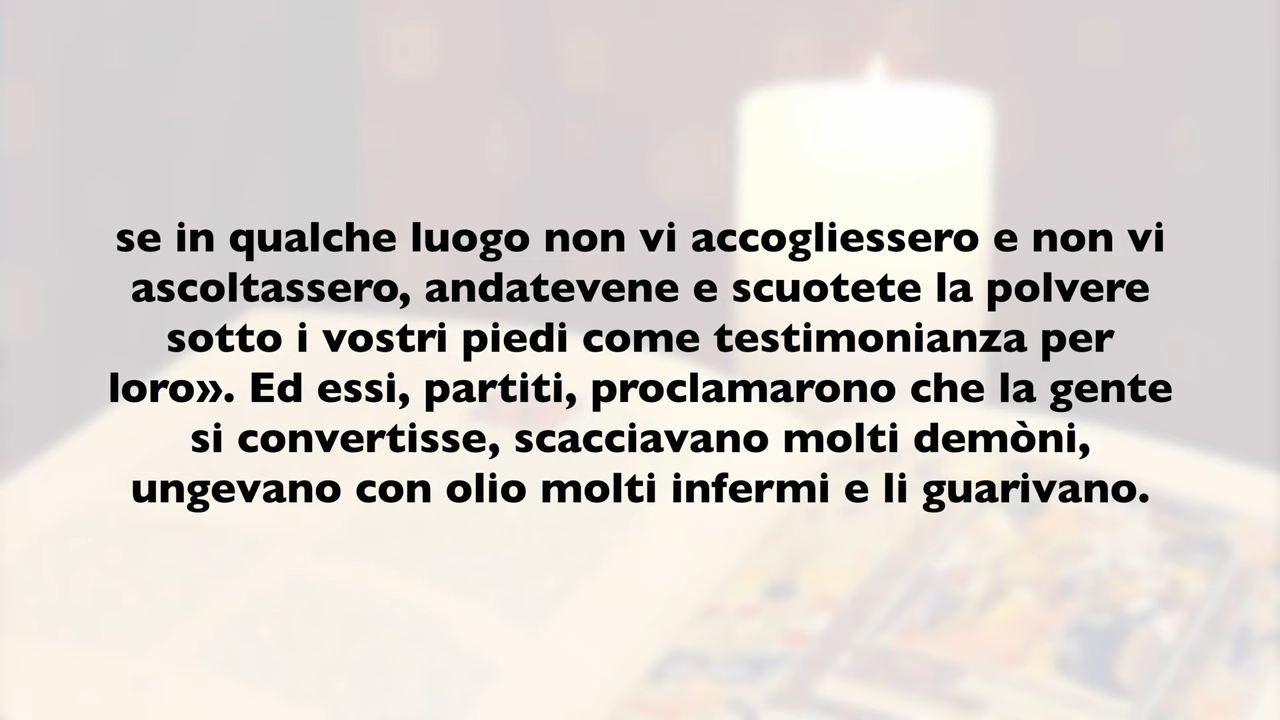 se in qualche luogo non vi accogliessero e non vi
ascoltassero, andatevene e scuotete la polvere
sotto i vostri piedi come testimonianza per
loro». Ed essi, partiti, proclamarono che la gente
si convertisse, scacciavano molti demòni,
ungevano con olio molti infermi e li guarivano.